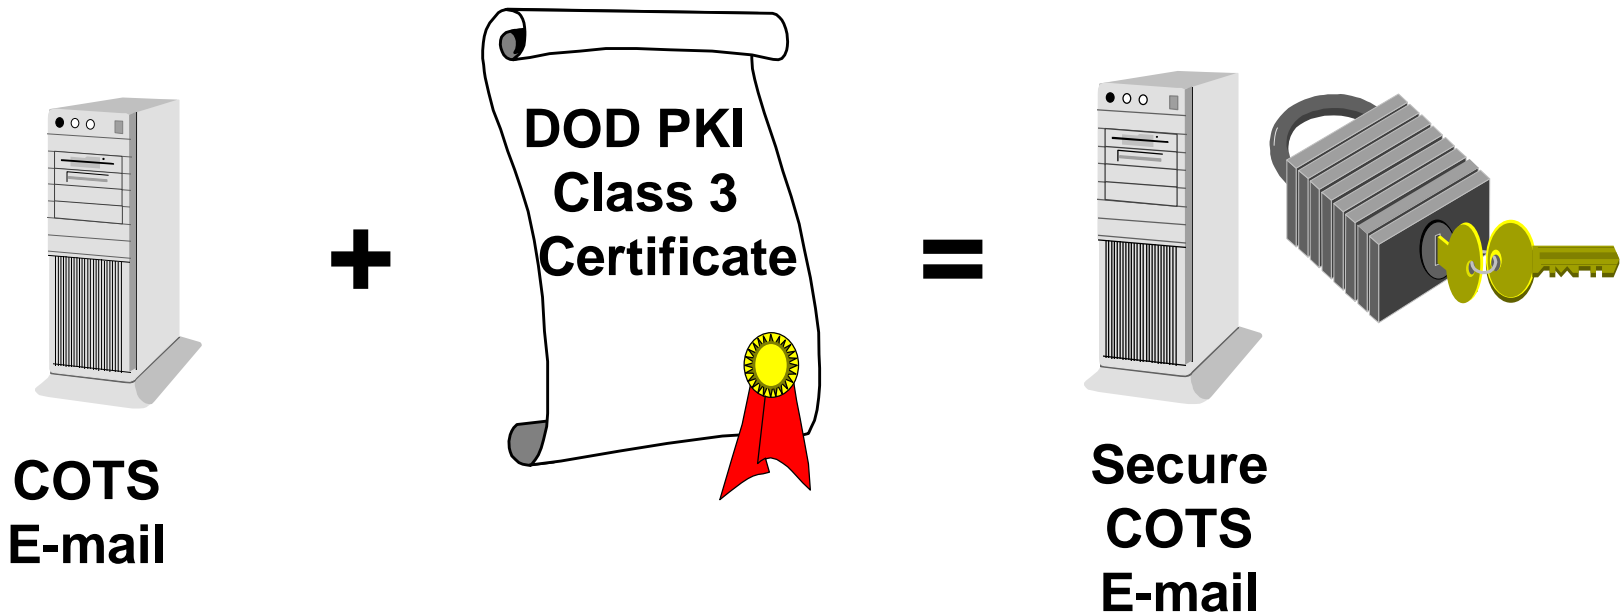 COTS
E-mail
+
DOD PKI
Class 3
Certificate
=
Secure
COTS
E-mail